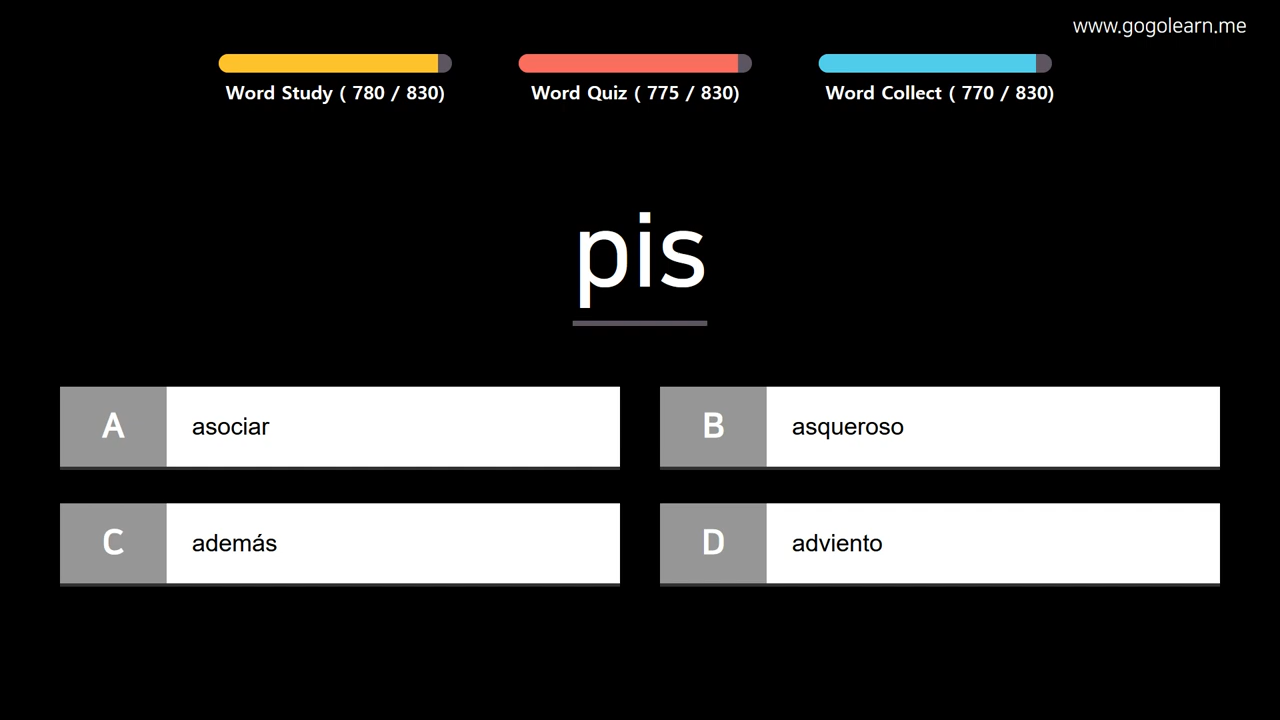 www.gogolearn.me
Word Study ( 780 / 830)
Word Quiz ( 775 / 830)
Word Collect ( 770 / 830)
pis
A asociar
B asqueroso
C además
D adviento